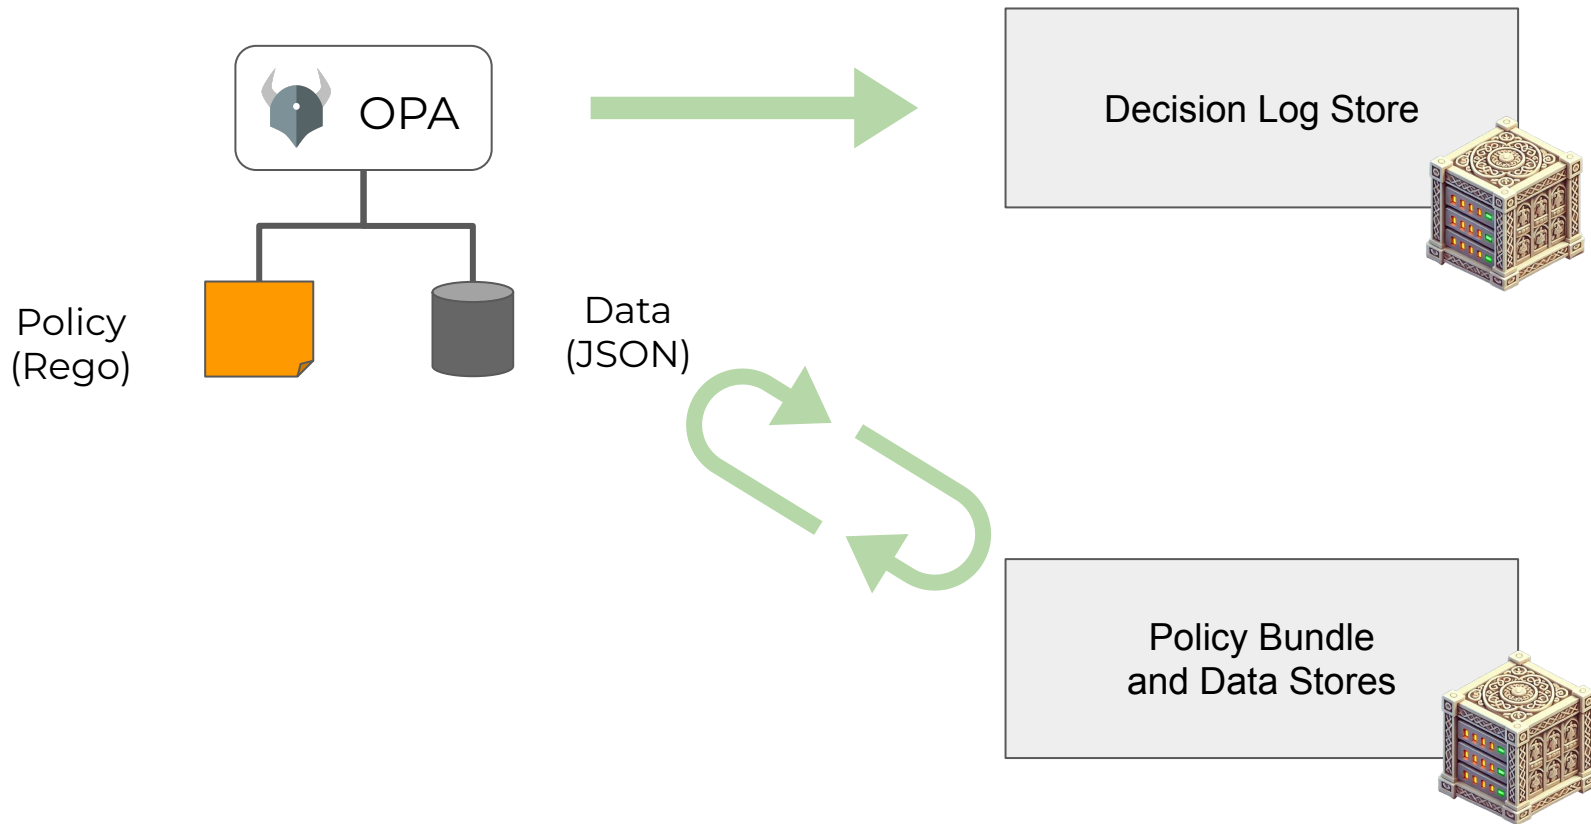 OPA
Decision Log Store
Policy
(Rego)
Data
(JSON)
Policy Bundle
and Data Stores